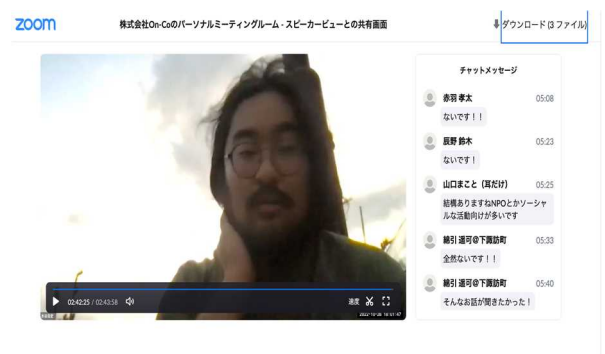 zoom
株式会社On-Coのパーソナルミーティングルーム - スピーカービューとの共有画面
ダウンロード (3 ファイル)
チャットメッセージ
赤羽 孝太 05:08
ないです！！
辰野 鈴木 05:23
ないです！
山口まこと（耳だけ） 05:25
結構ありますねNPOとかソーシャ
ルな活動向けが多いです
綿引 遥可@下諏訪町 05:33
全然ないです！！
綿引 遥可@下諏訪町 05:40
そんなお話が聞きたかった！
02:42:25 / 02:43:58
速度